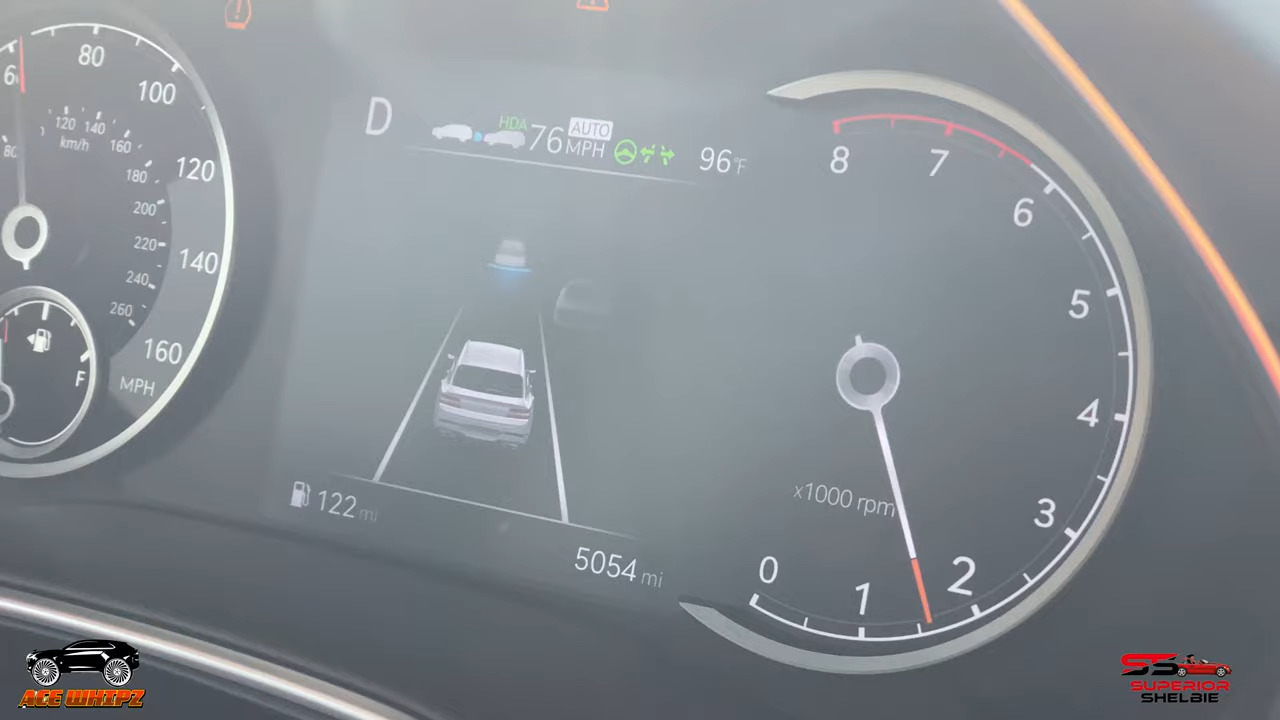 80
100
120
140
160
MPH
120 140
160
180
200
220
240
260
km/h
80
F
D
HDA
76 AUTO
MPH
96°F
122 mi
5054 mi
8
7
6
5
4
3
2
1
0
x1000 rpm
ACE WHIPZ
SS
SUPERIOR
SHELBIE